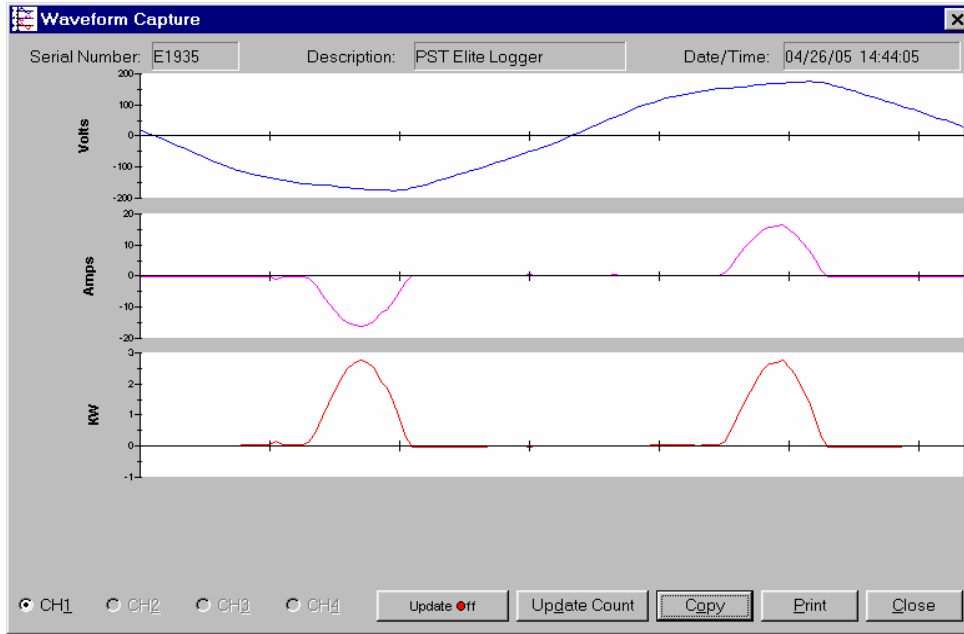 Waveform Capture
Serial Number: E1935 Description: PST Elite Logger Date/Time: 04/26/05 14:44:05
200
100
0
-100
-200
Volts
20
10
0
-10
-20
Amps
3
2
1
0
-1
KW
CH1 CH2 CH3 CH4 Update Off Update Count Copy Print Close